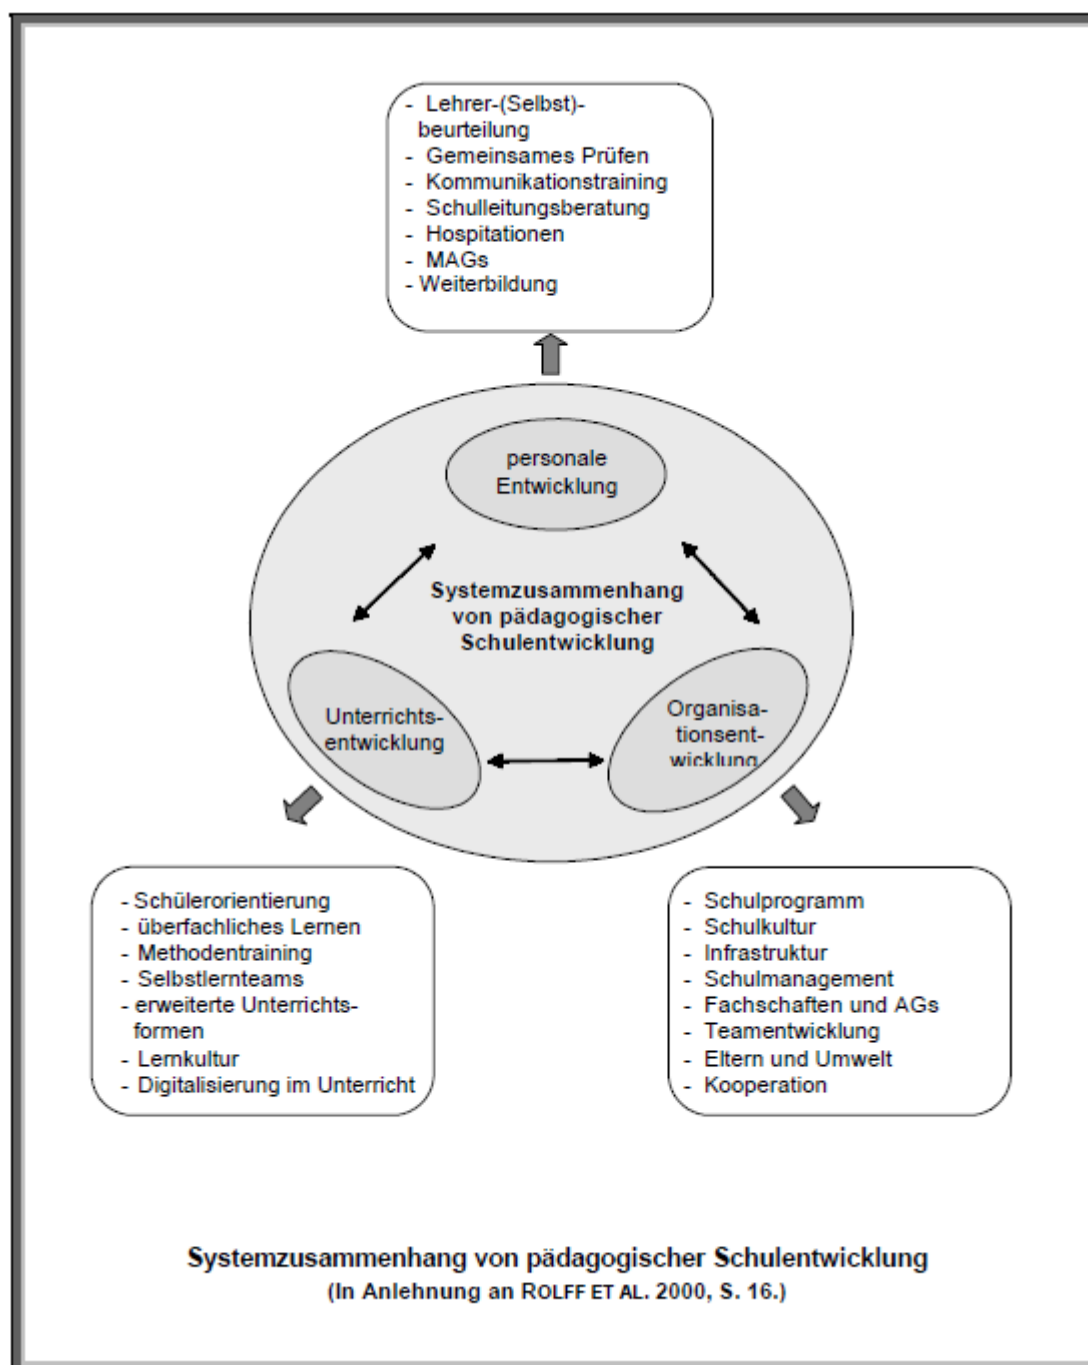 - Lehrer-(Selbst)-
beurteilung
- Gemeinsames Prüfen
- Kommunikationstraining
- Schulleitungsberatung
- Hospitationen
- MAGs
- Weiterbildung
personale
Entwicklung
Systemzusammenhang
von pädagogischer
Schulentwicklung
Unterrichts-
entwicklung
Organisa-
tionsent-
wicklung
- Schülerorientierung
- überfachliches Lernen
- Methodentraining
- Selbstlernteams
- erweiterte Unterrichts-
formen
- Lernkultur
- Digitalisierung im Unterricht
- Schulprogramm
- Schulkultur
- Infrastruktur
- Schulmanagement
- Fachschaften und AGs
- Teamentwicklung
- Eltern und Umwelt
- Kooperation
Systemzusammenhang von pädagogischer Schulentwicklung
(In Anlehnung an ROLFF ET AL. 2000, S. 16.)